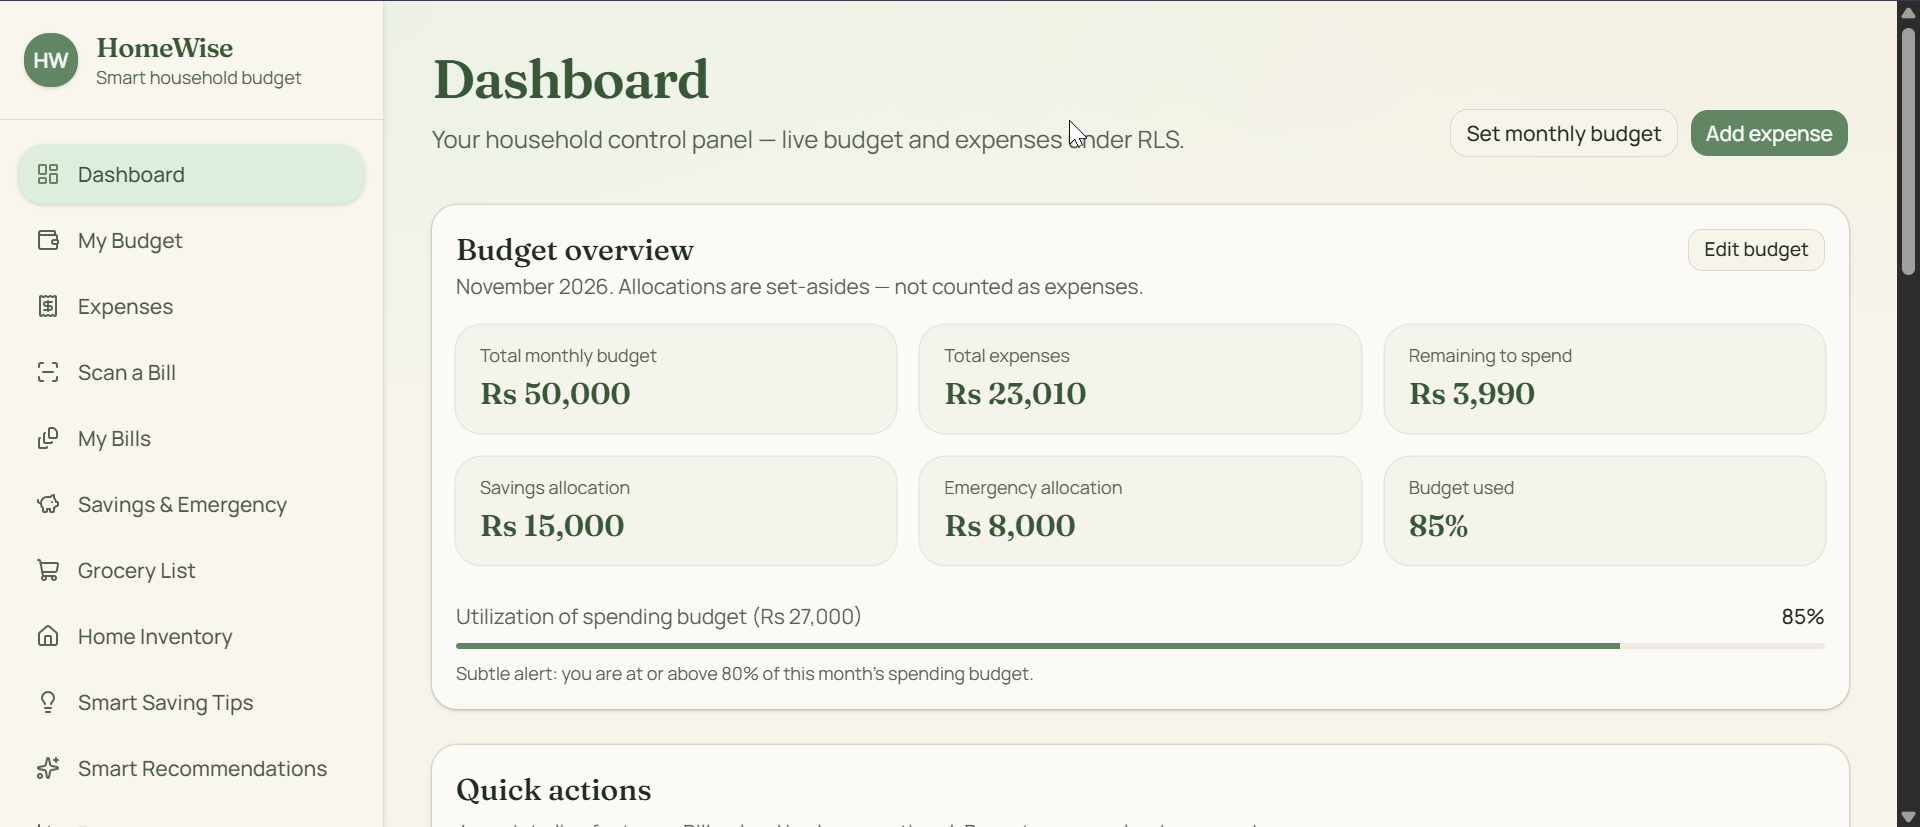 HW
HomeWise
Smart household budget
Dashboard
My Budget
Expenses
Scan a Bill
My Bills
Savings & Emergency
Grocery List
Home Inventory
Smart Saving Tips
Smart Recommendations
Dashboard
Your household control panel — live budget and expenses under RLS.
Set monthly budget
Add expense
Budget overview
Edit budget
November 2026. Allocations are set-asides — not counted as expenses.
Total monthly budget
Rs 50,000
Total expenses
Rs 23,010
Remaining to spend
Rs 3,990
Savings allocation
Rs 15,000
Emergency allocation
Rs 8,000
Budget used
85%
Utilization of spending budget (Rs 27,000)
85%
Subtle alert: you are at or above 80% of this month's spending budget.
Quick actions